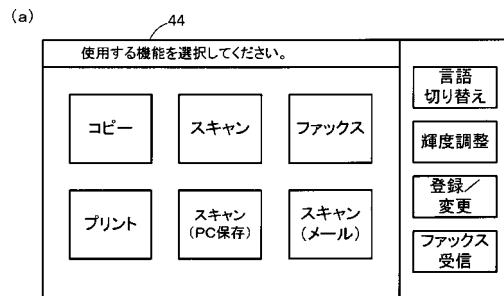 (a)
44
使用する機能を選択してください。
コピー
スキャン
ファックス
プリント
スキャン
(PC保存)
スキャン
(メール)
言語
切り替え
輝度調整
登録／
変更
ファックス
受信